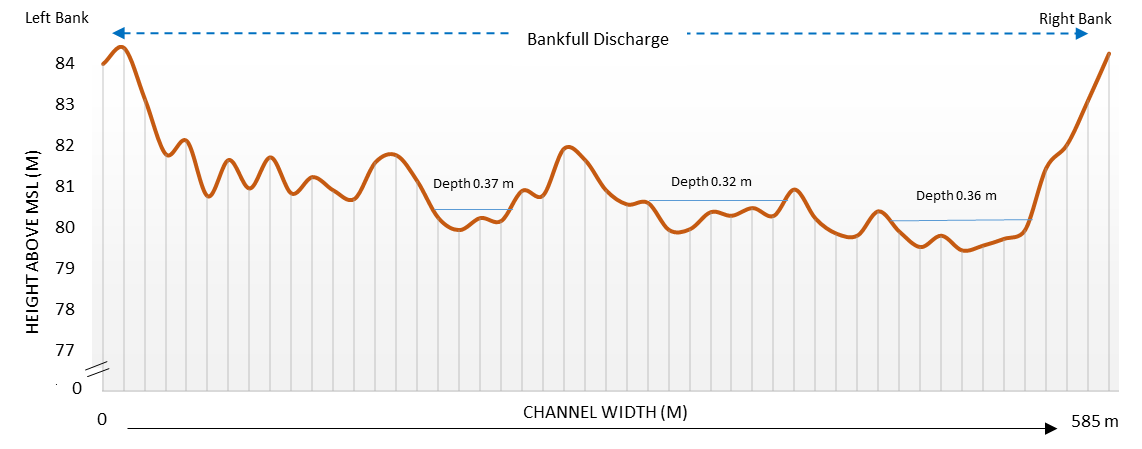 Left Bank
Right Bank
Bankfull Discharge
84
83
82
81
80
79
78
77
0
HEIGHT ABOVE MSL (M)
Depth 0.37 m
Depth 0.32 m
Depth 0.36 m
0
CHANNEL WIDTH (M)
585 m